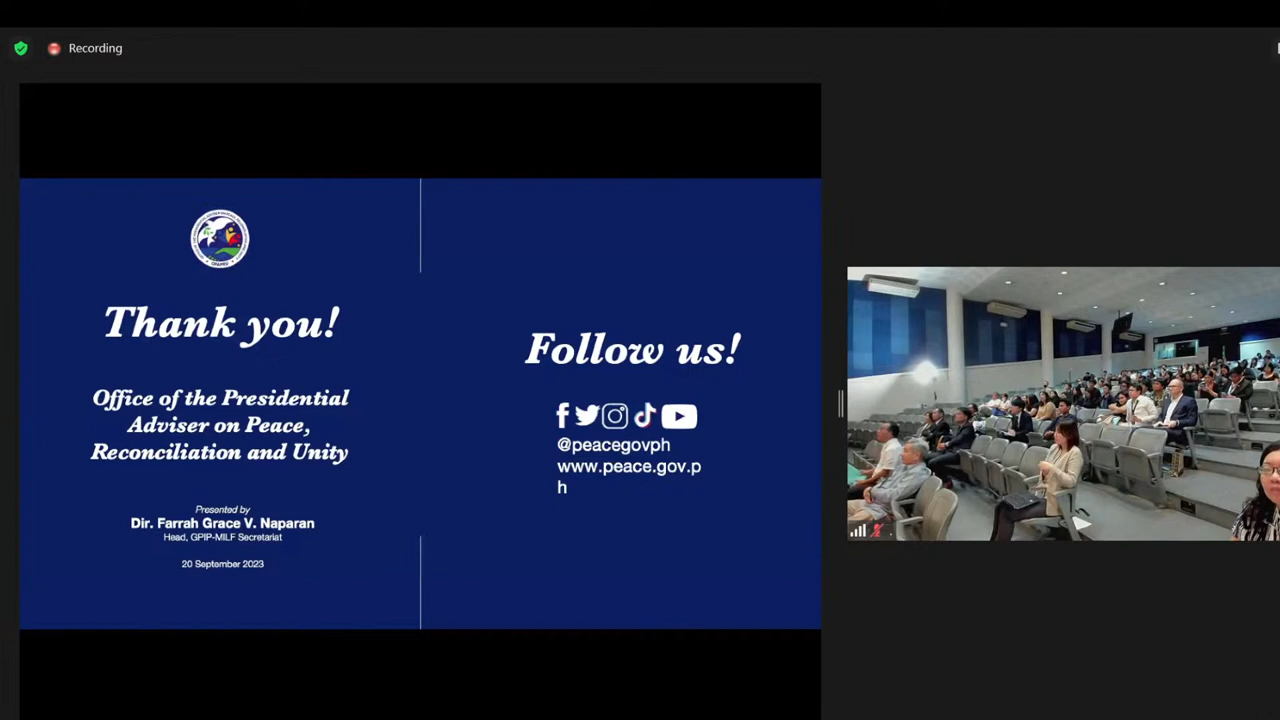 Recording
Thank you!
Office of the Presidential
Adviser on Peace,
Reconciliation and Unity
Presented by
Dir. Farrah Grace V. Naparan
Head, GPIP-MILF Secretariat
20 September 2023
Follow us!
@peacegovph
www.peace.gov.p
h